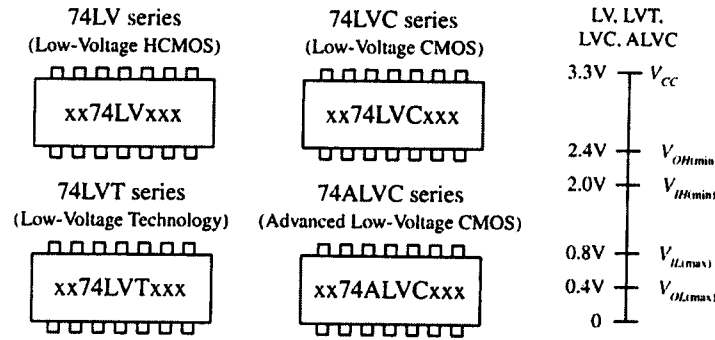 74LV series
(Low-Voltage HCMOS)
xx74LVxxx
74LVC series
(Low-Voltage CMOS)
xx74LVCxxx
74LVT series
(Low-Voltage Technology)
xx74LVTxxx
74ALVC series
(Advanced Low-Voltage CMOS)
xx74ALVCxxx
LV, LVT,
LVC, ALVC
3.3V VCC
2.4V VOH(min
2.0V VIH(min)
0.8V VIL(max)
0.4V VOL(max)
0